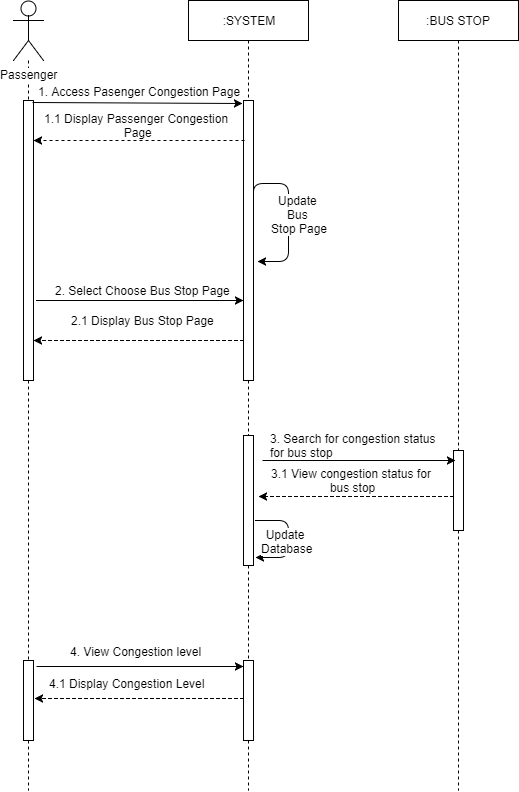 :SYSTEM
:BUS STOP
Passenger
1. Access Pasenger Congestion Page
1.1 Display Passenger Congestion
Page
Update
Bus
Stop Page
2. Select Choose Bus Stop Page
2.1 Display Bus Stop Page
3. Search for congestion status
for bus stop
3.1 View congestion status for
bus stop
Update
Database
4. View Congestion level
4.1 Display Congestion Level